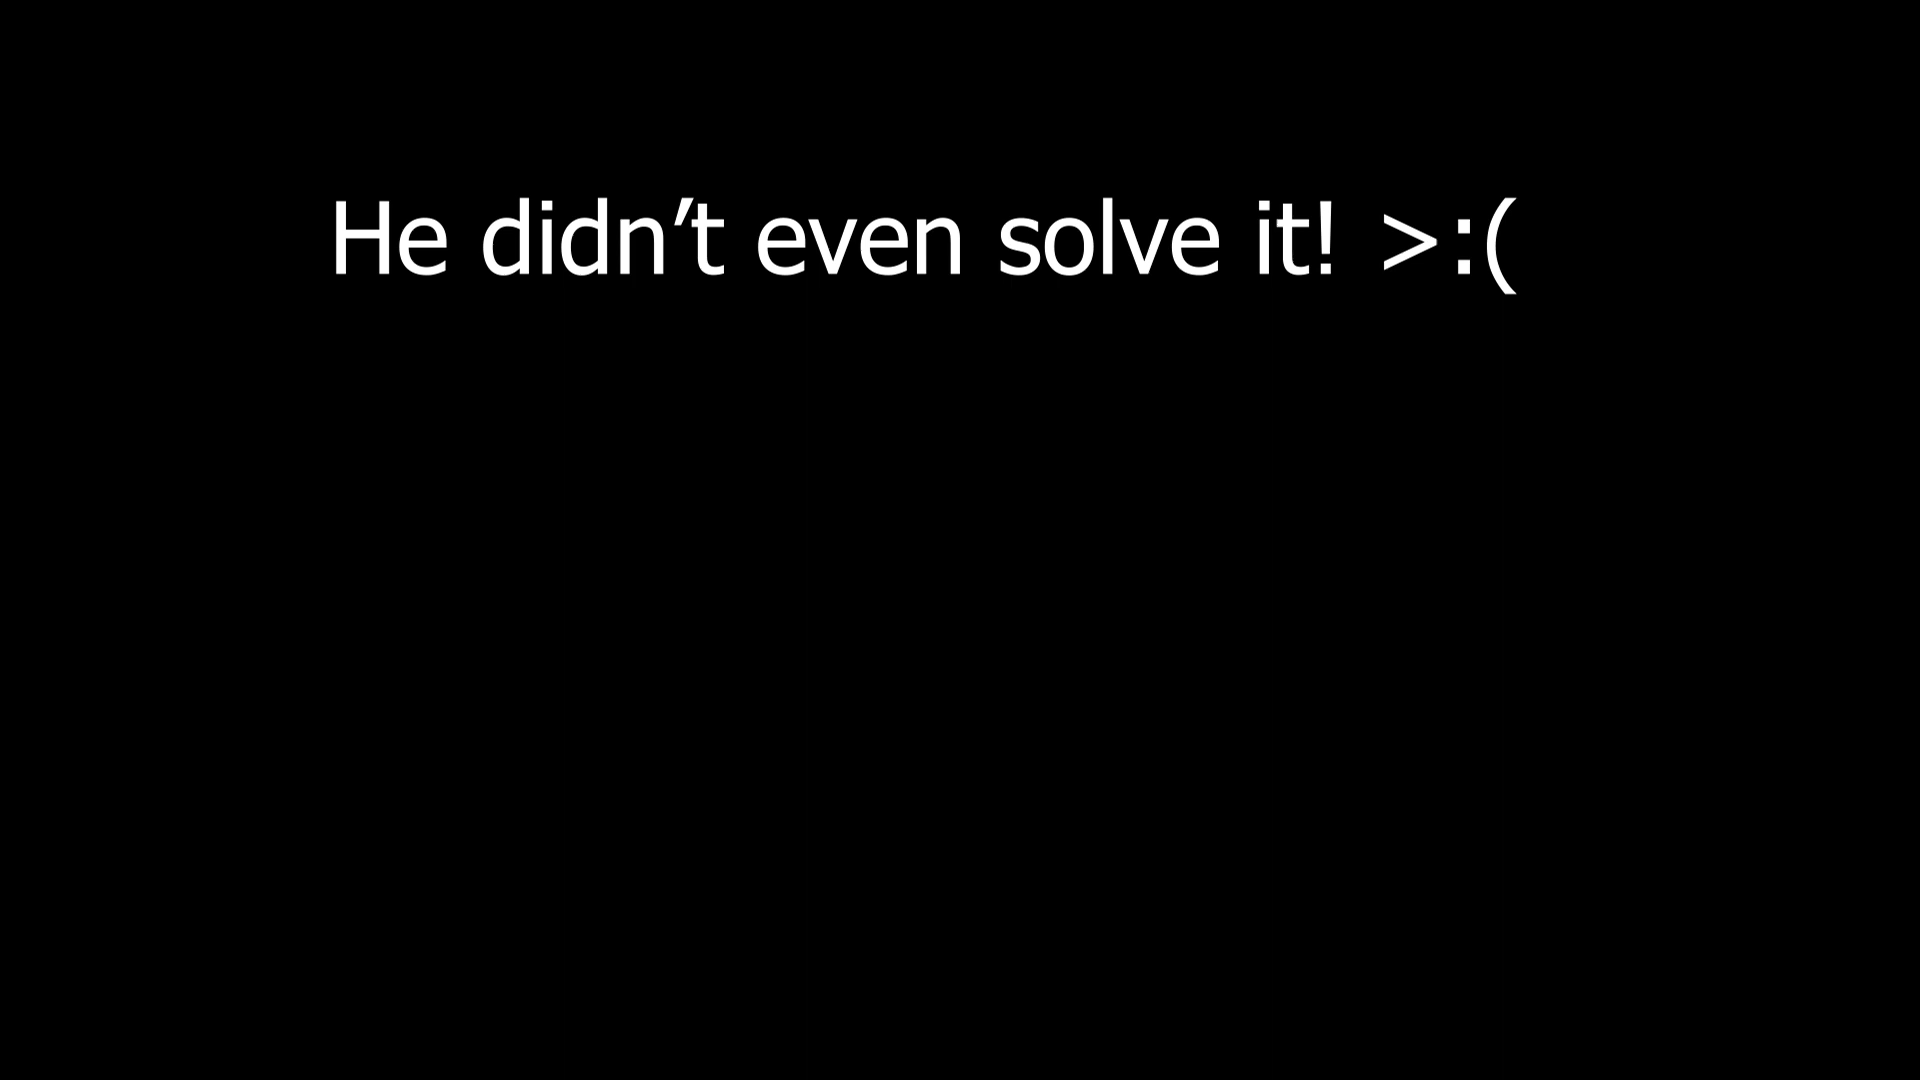 He didn’t even solve it! >:(